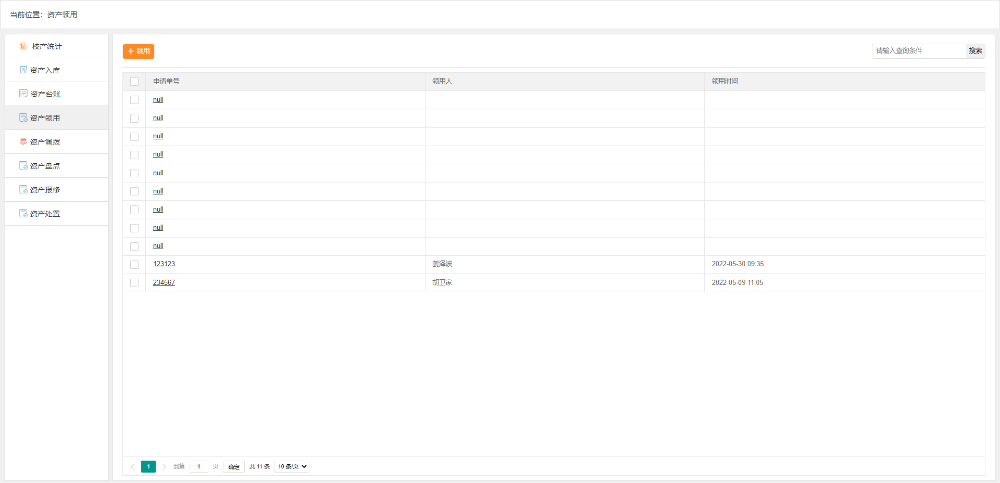 当前位置：资产领用
校产统计
资产入库
资产台账
资产领用
资产调拨
资产盘点
资产报修
资产处置
+ 领用
请输入查询条件 搜索
申请单号 领用人 领用时间
null
null
null
null
null
null
null
null
null
123123 姜泽波 2022-05-30 09:35
234567 胡卫家 2022-05-09 11:05
1 到第 1 页 确定 共 11 条 10 条/页